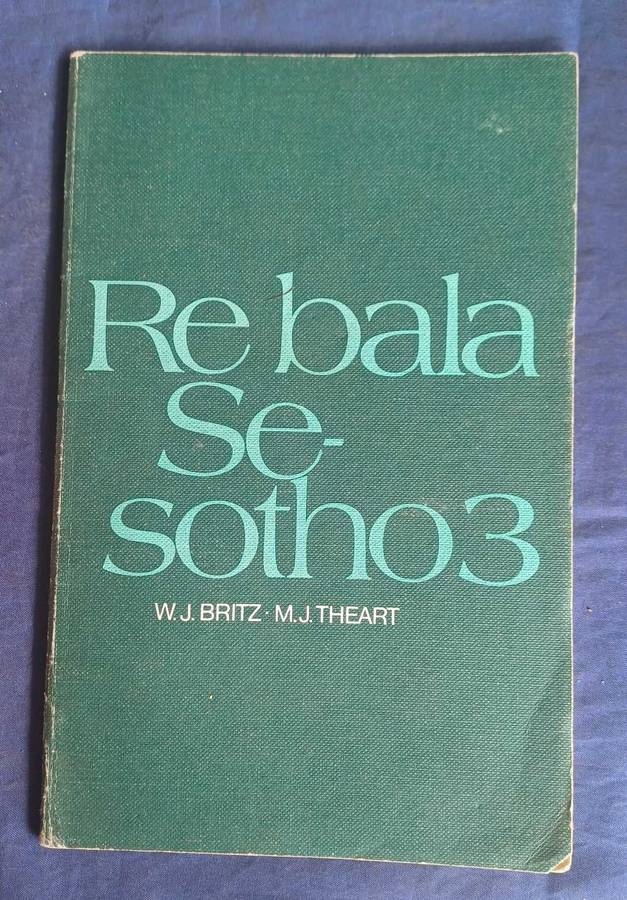 Re bala
Se-
sotho 3
W.J. BRITZ · M.J. THEART